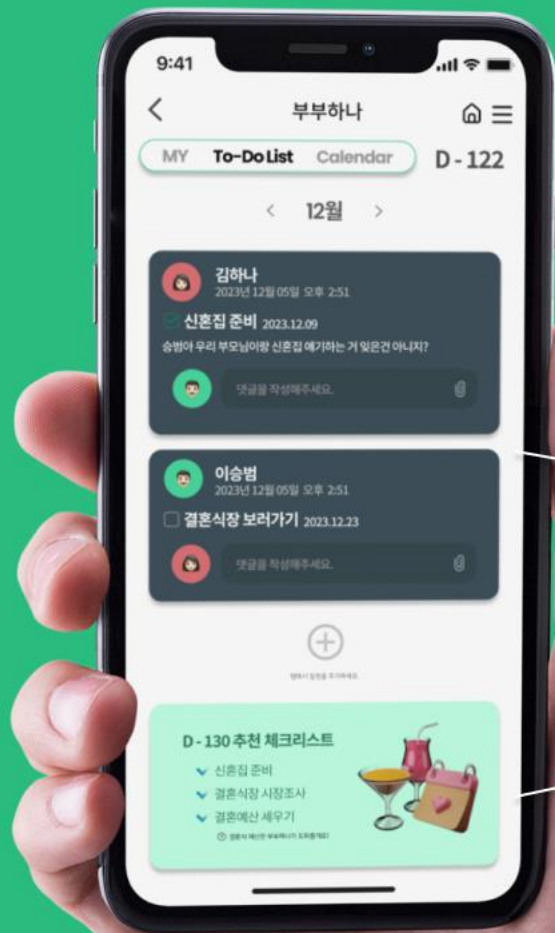 9:41
부부하나
MY To-Do List Calendar D - 122
< 12월 >
김하나
2023년 12월 05일 오후 2:51
신혼집 준비 2023.12.09
승범아 우리 부모님이랑 신혼집 얘기하는 거 잊은건 아니지?
댓글을 작성해주세요.
이승범
2023년 12월 05일 오후 2:51
결혼식장 보러가기 2023.12.23
댓글을 작성해주세요.
D - 130 추천 체크리스트
신혼집 준비
결혼식장 시장조사
결혼예산 세우기